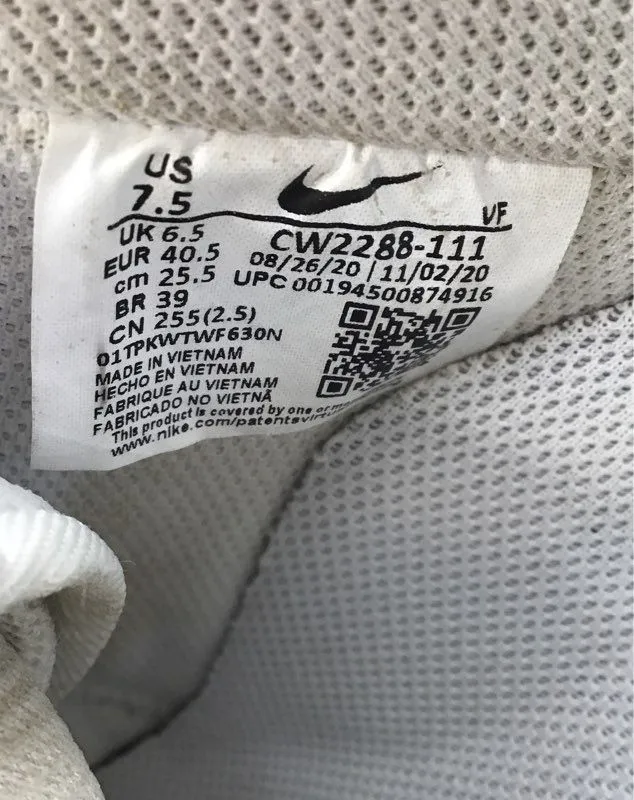 US
7.5
VF
UK 6.5
EUR 40.5
cm 25.5
BR 39
CN 255(2.5)
01TPKWTWF630N
CW2288-111
08/26/20 | 11/02/20
UPC 00194500874916
MADE IN VIETNAM
HECHO EN VIETNAM
FABRIQUE AU VIETNAM
FABRICADO NO VIETNÃ
This product is covered by one or
www.nike.com/patents